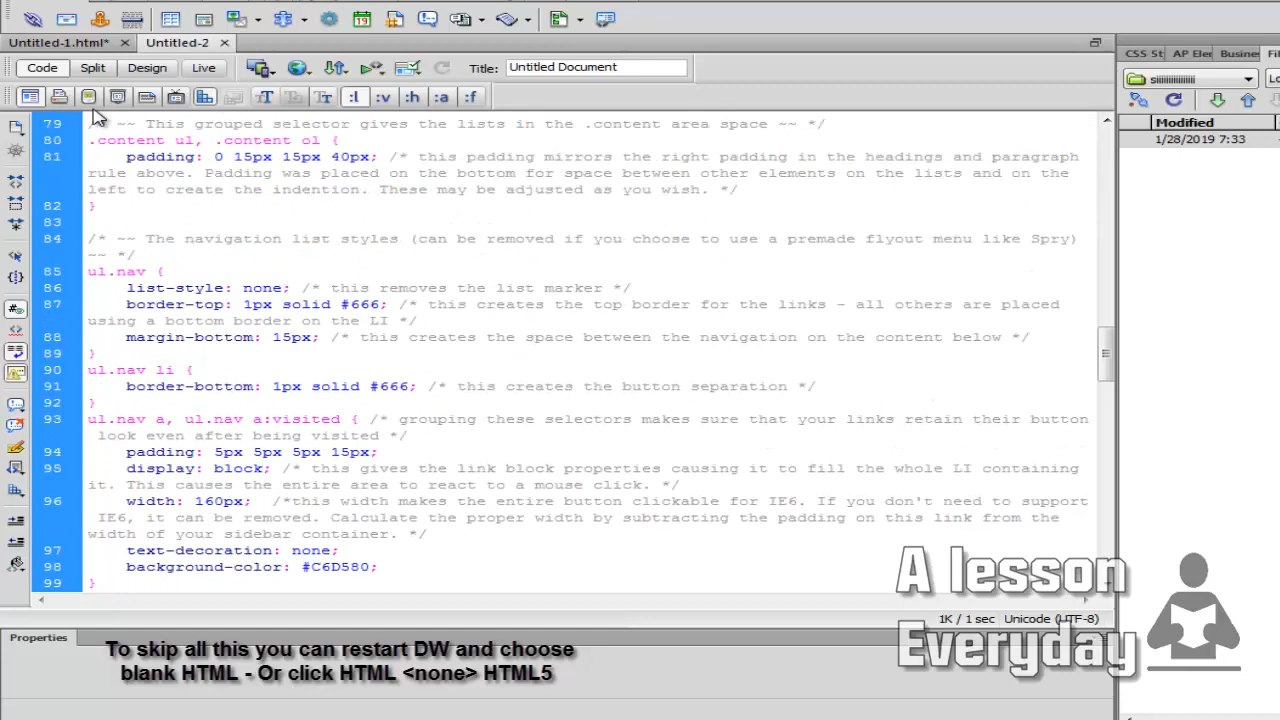 Untitled-1.html* × Untitled-2 ×
Code Split Design Live Title: Untitled Document
CSS St AP Elem Busines Fil
siiiiiiiiiiiii Lo
:l :v :h :a :f
Modified
1/28/2019 7:33
79 /* ~~ This grouped selector gives the lists in the .content area space ~~ */
80 .content ul, .content ol {
81 padding: 0 15px 15px 40px; /* this padding mirrors the right padding in the headings and paragraph
rule above. Padding was placed on the bottom for space between other elements on the lists and on the
left to create the indention. These may be adjusted as you wish. */
82 }
83
84 /* ~~ The navigation list styles (can be removed if you choose to use a premade flyout menu like Spry)
~~ */
85 ul.nav {
86 list-style: none; /* this removes the list marker */
87 border-top: 1px solid #666; /* this creates the top border for the links - all others are placed
using a bottom border on the LI */
88 margin-bottom: 15px; /* this creates the space between the navigation on the content below */
89 }
90 ul.nav li {
91 border-bottom: 1px solid #666; /* this creates the button separation */
92 }
93 ul.nav a, ul.nav a:visited { /* grouping these selectors makes sure that your links retain their button
look even after being visited */
94 padding: 5px 5px 5px 15px;
95 display: block; /* this gives the link block properties causing it to fill the whole LI containing
it. This causes the entire area to react to a mouse click. */
96 width: 160px; /*this width makes the entire button clickable for IE6. If you don't need to support
IE6, it can be removed. Calculate the proper width by subtracting the padding on this link from the
width of your sidebar container. */
97 text-decoration: none;
98 background-color: #C6D580;
99 }
A lesson
Everyday
1K / 1 sec Unicode (UTF-8)
Properties
To skip all this you can restart DW and choose
blank HTML - Or click HTML <none> HTML5